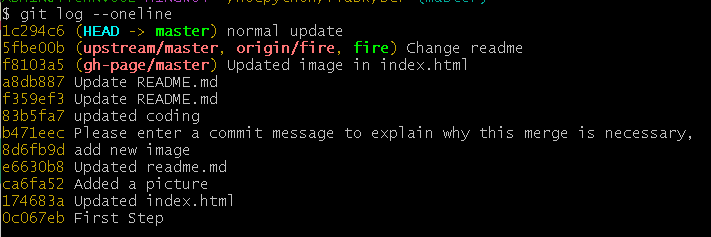 $ git log --oneline
1c294c6 (HEAD -> master) normal update
5fbe00b (upstream/master, origin/fire, fire) Change readme
f8103a5 (gh-page/master) Updated image in index.html
a8db887 Update README.md
f359ef3 Update README.md
83b5fa7 updated coding
b471eec Please enter a commit message to explain why this merge is necessary,
8d6fb9d add new image
e6630b8 Updated readme.md
ca6fa52 Added a picture
174683a Updated index.html
0c067eb First Step